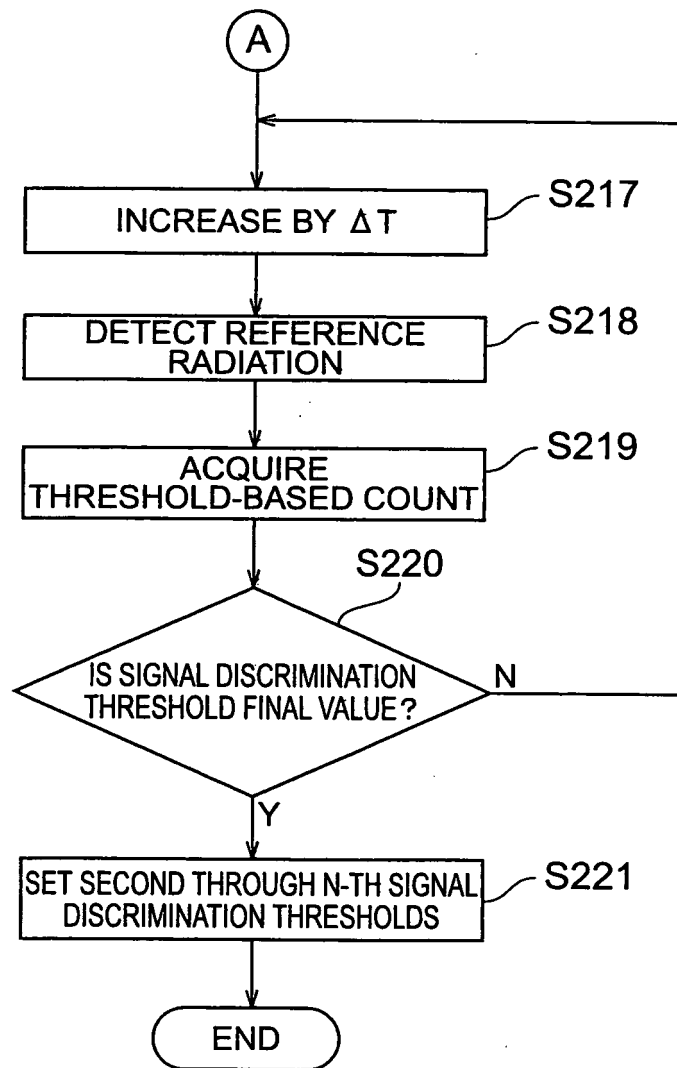 A
S217
INCREASE BY ΔT
S218
DETECT REFERENCE
RADIATION
S219
ACQUIRE
THRESHOLD-BASED COUNT
S220
IS SIGNAL DISCRIMINATION
THRESHOLD FINAL VALUE?
N
Y
S221
SET SECOND THROUGH N-TH SIGNAL
DISCRIMINATION THRESHOLDS
END